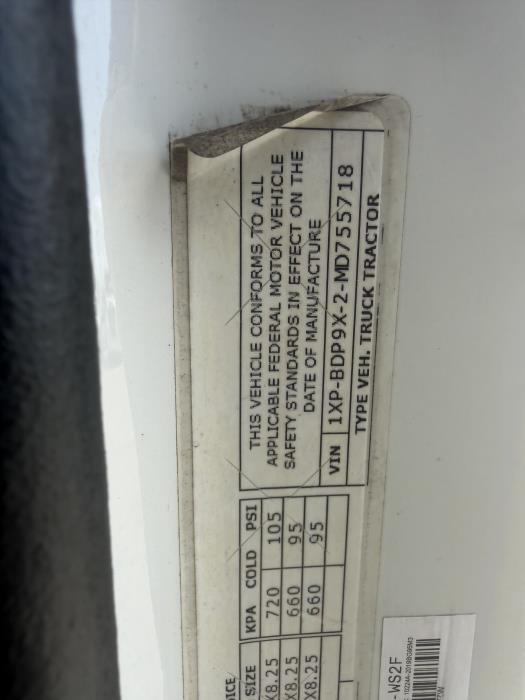 THIS VEHICLE CONFORMS TO ALL
APPLICABLE FEDERAL MOTOR VEHICLE
SAFETY STANDARDS IN EFFECT ON THE
DATE OF MANUFACTURE
VIN 1XP-BDP9X-2-MD755718
TYPE VEH. TRUCK TRACTOR
SIZE KPA COLD PSI
X8.25 720 105
X8.25 660 95
X8.25 660 95
-WS2F